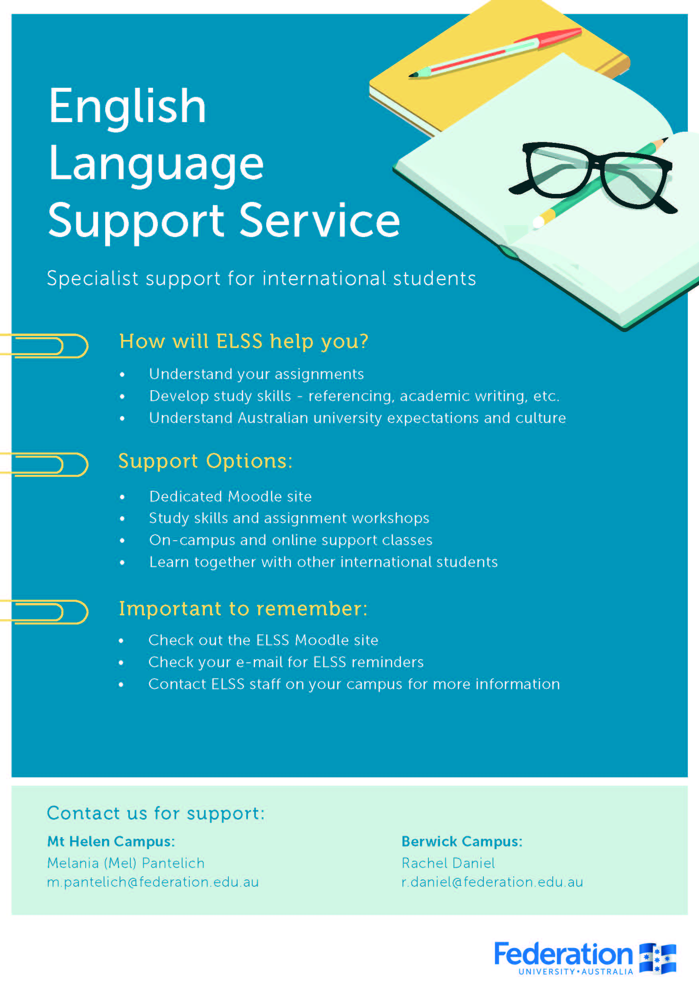 English
Language
Support Service
Specialist support for international students
How will ELSS help you?
• Understand your assignments
• Develop study skills - referencing, academic writing, etc.
• Understand Australian university expectations and culture
Support Options:
• Dedicated Moodle site
• Study skills and assignment workshops
• On-campus and online support classes
• Learn together with other international students
Important to remember:
• Check out the ELSS Moodle site
• Check your e-mail for ELSS reminders
• Contact ELSS staff on your campus for more information
Contact us for support:
Mt Helen Campus:
Melania (Mel) Pantelich
m.pantelich@federation.edu.au
Berwick Campus:
Rachel Daniel
r.daniel@federation.edu.au
Federation
UNIVERSITY•AUSTRALIA